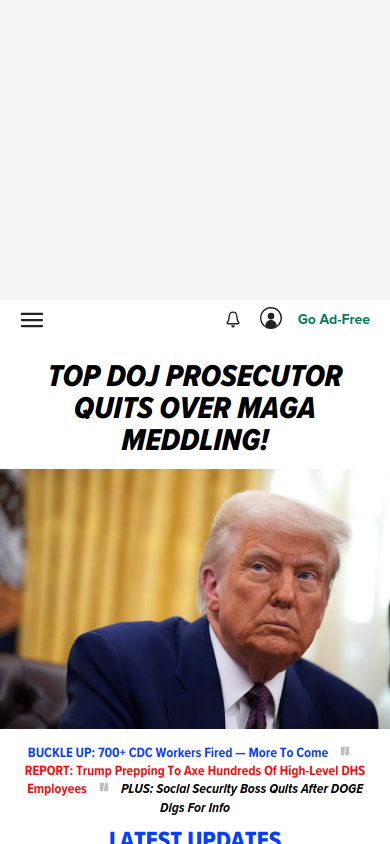 Go Ad-Free
TOP DOJ PROSECUTOR
QUITS OVER MAGA
MEDDLING!
BUCKLE UP: 700+ CDC Workers Fired — More To Come
REPORT: Trump Prepping To Axe Hundreds Of High-Level DHS
Employees PLUS: Social Security Boss Quits After DOGE
Digs For Info
LATEST UPDATES